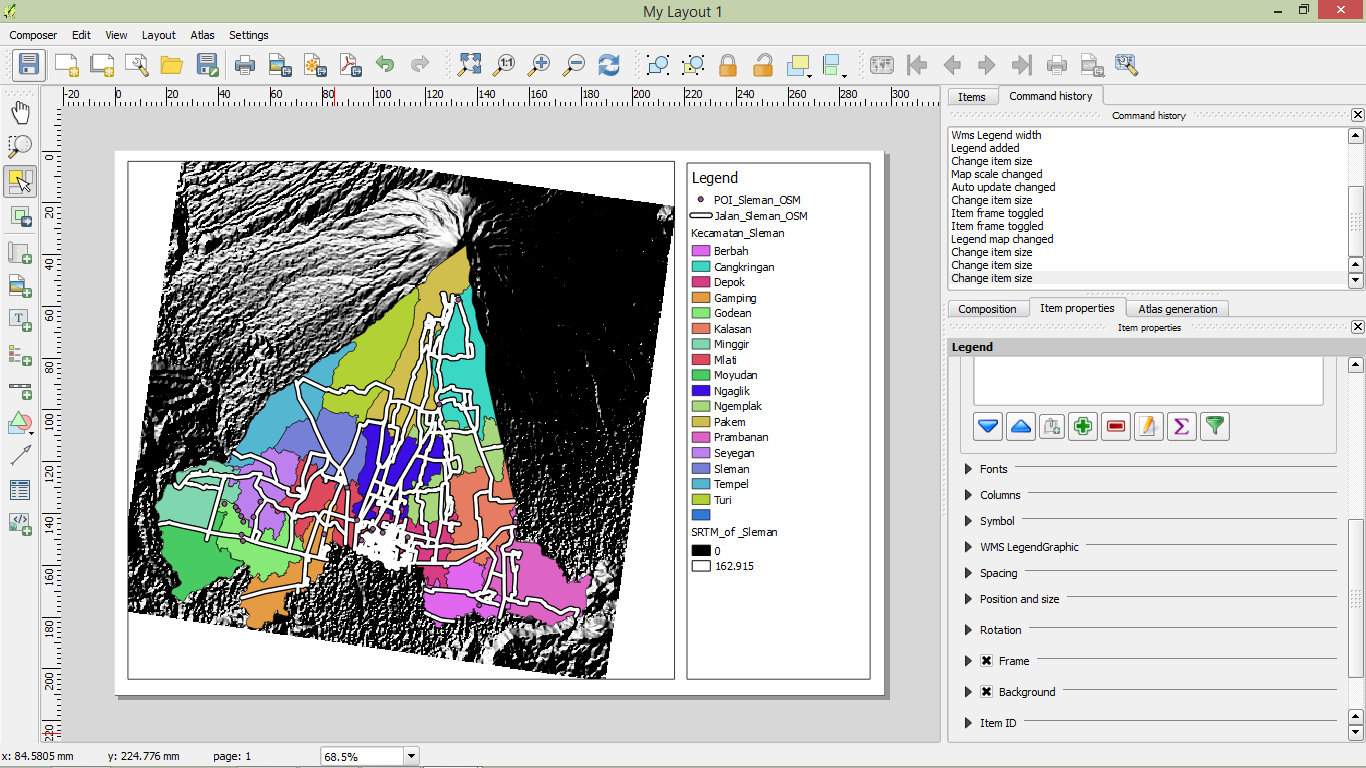 My Layout 1
Composer Edit View Layout Atlas Settings
1:1
-20 0 20 40 60 80 100 120 140 160 180 200 220 240 260 280 300
0
20
40
60
80
100
120
140
160
180
200
220
Legend
POI_Sleman_OSM
Jalan_Sleman_OSM
Kecamatan_Sleman
Berbah
Cangkringan
Depok
Gamping
Godean
Kalasan
Minggir
Mlati
Moyudan
Ngaglik
Ngemplak
Pakem
Prambanan
Seyegan
Sleman
Tempel
Turi
SRTM_of _Sleman
0
162.915
Items Command history
Command history
Wms Legend width
Legend added
Change item size
Map scale changed
Auto update changed
Change item size
Item frame toggled
Item frame toggled
Legend map changed
Change item size
Change item size
Change item size
Composition Item properties Atlas generation
Item properties
Legend
Σ
Fonts
Columns
Symbol
WMS LegendGraphic
Spacing
Position and size
Rotation
Frame
Background
Item ID
x: 84.5805 mm y: 224.776 mm page: 1 68.5%